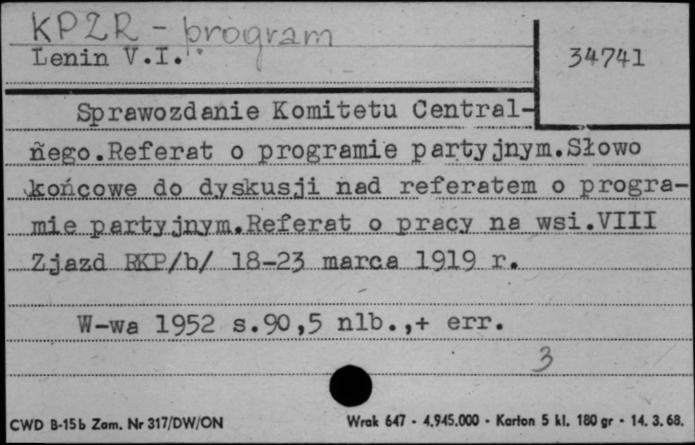 KPZR - program
Lenin V.I.
34741
Sprawozdanie Komitetu Central-
nego.Referat o programie partyjnym.Słowo
końcowe do dyskusji nad referatem o progra-
mie partyjnym.Referat o pracy na wsi.VIII
Zjazd RKP/b/ 18-23 marca 1919 r.
W-wa 1952 s.90,5 nlb.,+ err.
3
CWD B-15b Zam. Nr 317/DW/ON
Wrak 647 - 4.945.000 - Karton 5 kl. 180 gr - 14. 3. 68.